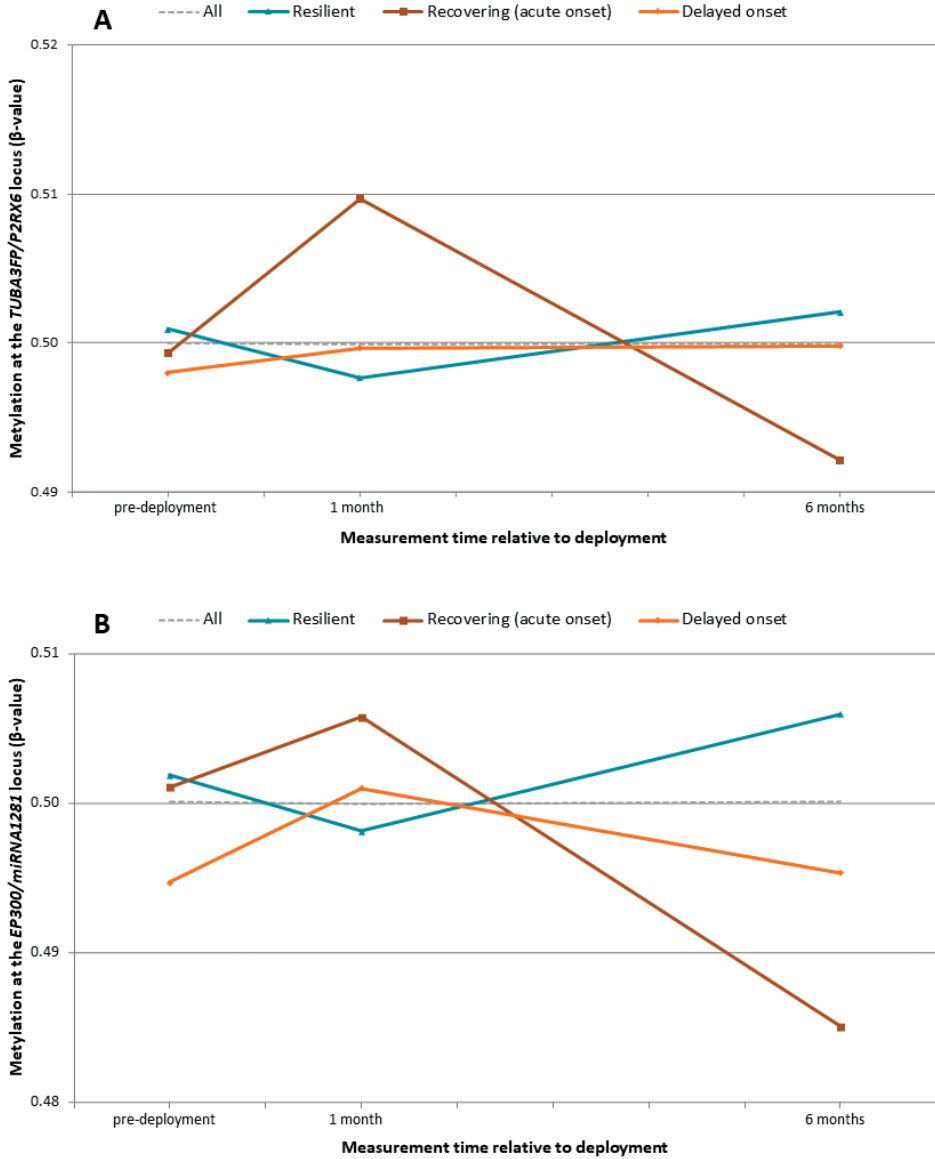 A
All Resilient Recovering (acute onset) Delayed onset
Metylation at the TUBA3FP/P2RX6 locus (β-value)
0.52
0.51
0.50
0.49
pre-deployment 1 month 6 months
Measurement time relative to deployment
B
All Resilient Recovering (acute onset) Delayed onset
Metylation at the EP300/miRNA1281 locus (β-value)
0.51
0.50
0.49
0.48
pre-deployment 1 month 6 months
Measurement time relative to deployment